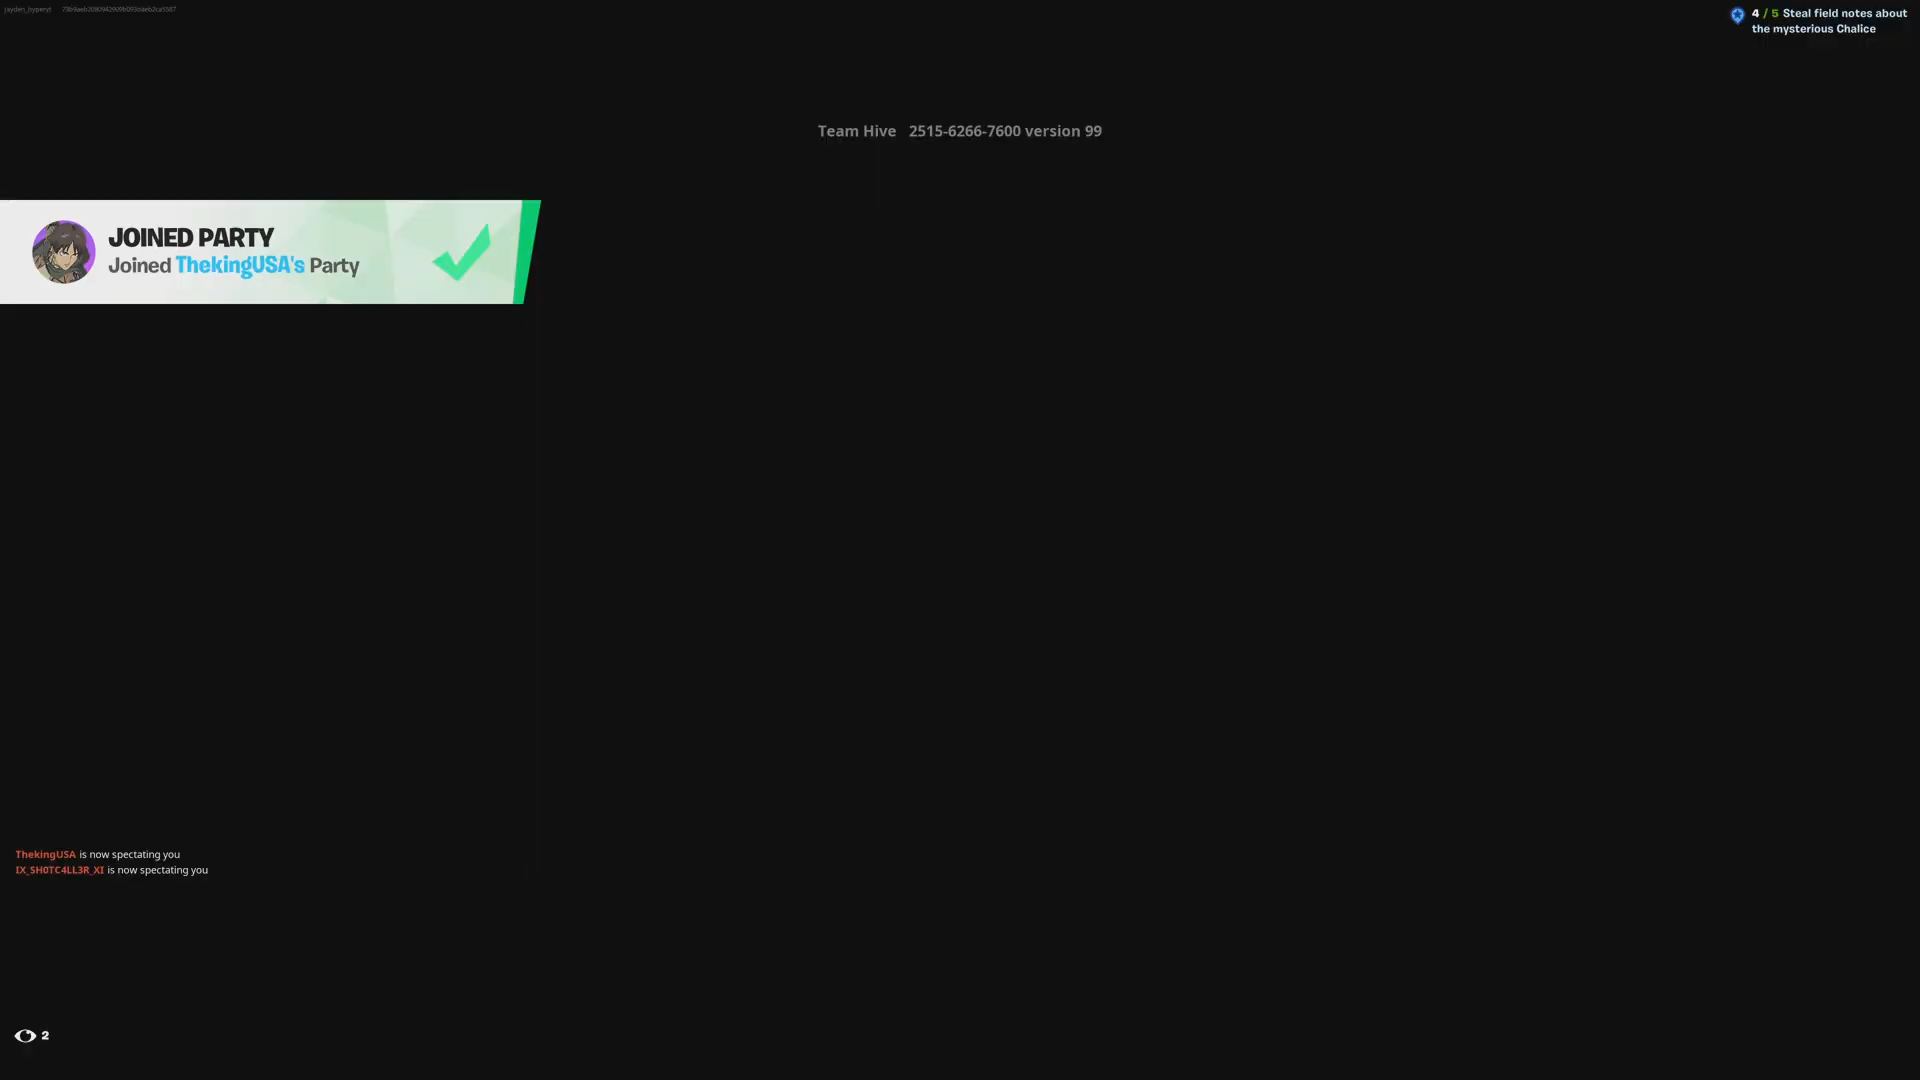 4 / 5 Steal field notes about
the mysterious Chalice
Team Hive 2515-6266-7600 version 99
JOINED PARTY
Joined ThekingUSA's Party
ThekingUSA is now spectating you
IX_SH0TC4LL3R_XI is now spectating you
2